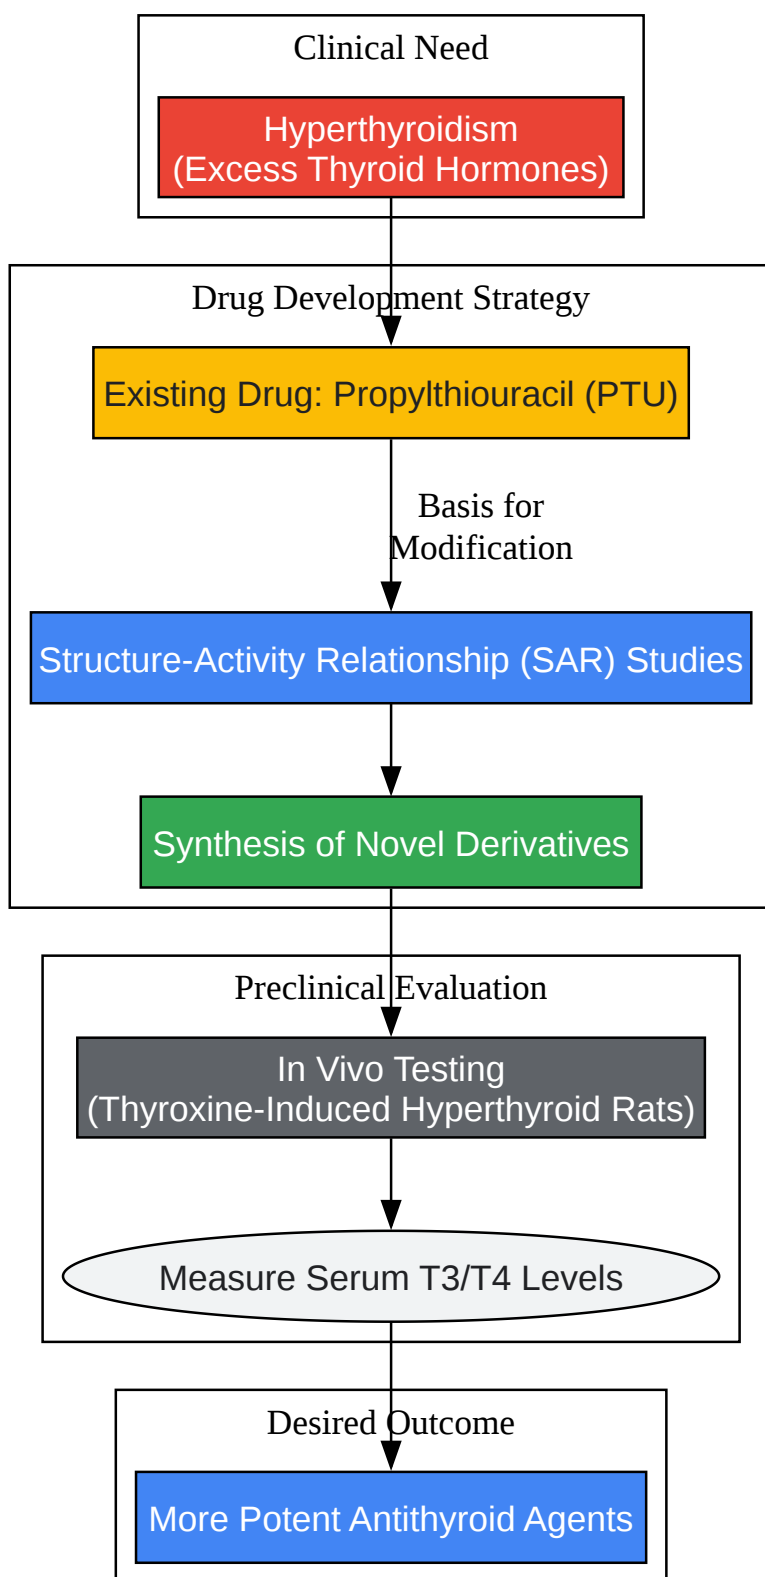 Clinical Need
Hyperthyroidism
(Excess Thyroid Hormones)
Drug Development Strategy
Existing Drug: Propylthiouracil (PTU)
Basis for
Modification
Structure-Activity Relationship (SAR) Studies
Synthesis of Novel Derivatives
Preclinical Evaluation
In Vivo Testing
(Thyroxine-Induced Hyperthyroid Rats)
Measure Serum T3/T4 Levels
Desired Outcome
More Potent Antithyroid Agents